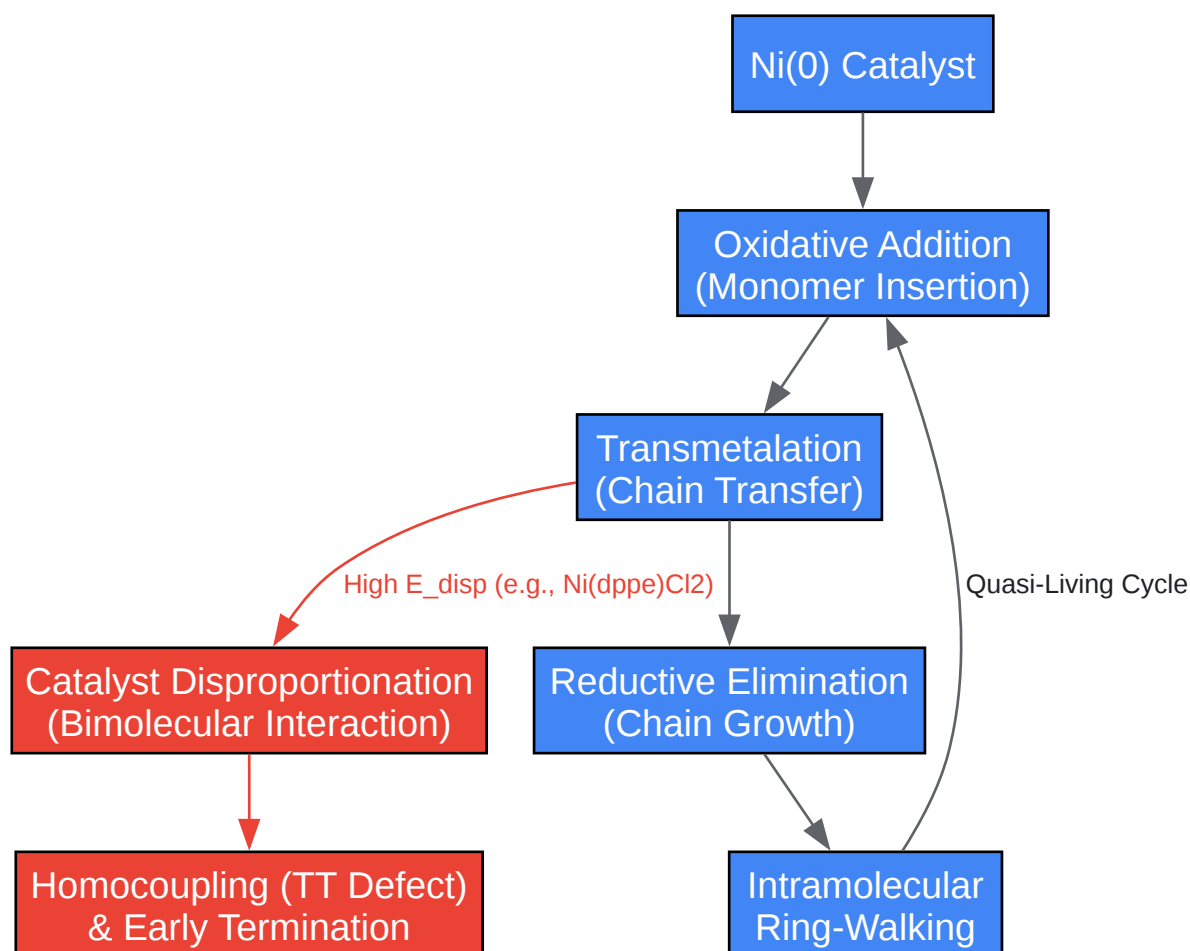 Ni(0) Catalyst
Oxidative Addition
(Monomer Insertion)
Transmetalation
(Chain Transfer)
High E_disp (e.g., Ni(dppe)Cl2)
Quasi-Living Cycle
Catalyst Disproportionation
(Bimolecular Interaction)
Reductive Elimination
(Chain Growth)
Homocoupling (TT Defect)
& Early Termination
Intramolecular
Ring-Walking